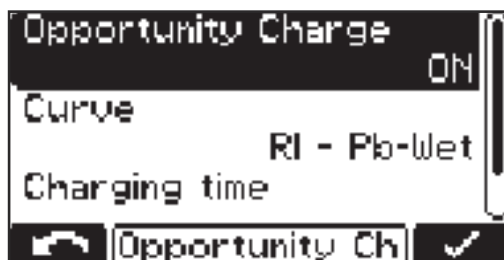 Opportunity Charge
ON
Curve
RI - Pb-Wet
Charging time
Opportunity Ch